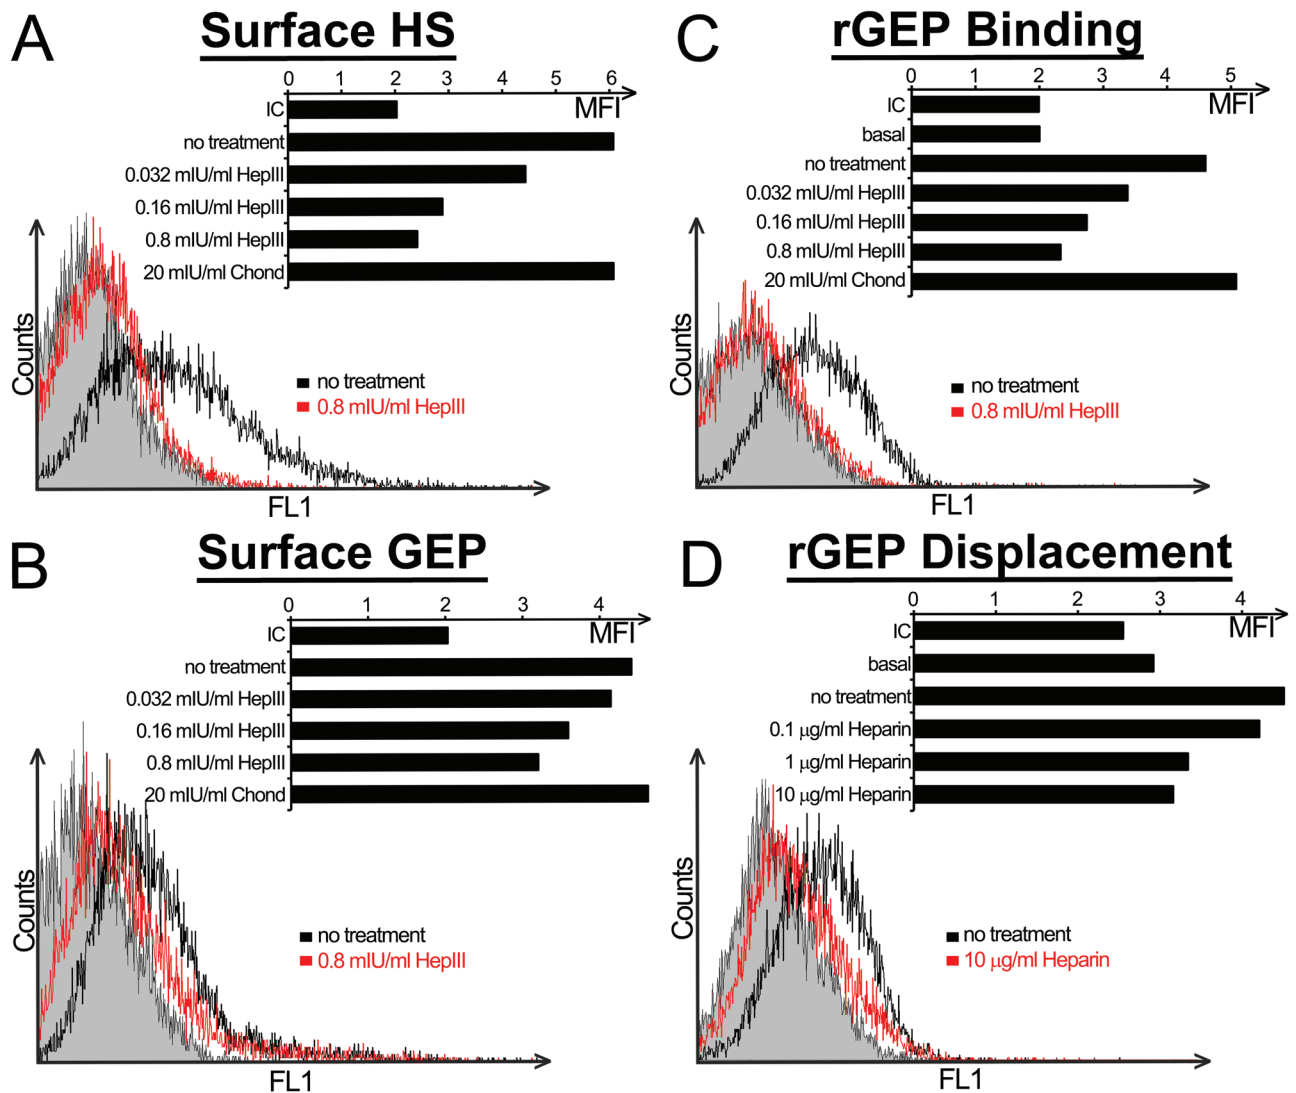 A
Surface HS
0 1 2 3 4 5 6
MFI
IC
no treatment
0.032 mIU/ml HepIII
0.16 mIU/ml HepIII
0.8 mIU/ml HepIII
20 mIU/ml Chond
Counts
no treatment
0.8 mIU/ml HepIII
FL1
C
rGEP Binding
0 1 2 3 4 5
MFI
IC
basal
no treatment
0.032 mIU/ml HepIII
0.16 mIU/ml HepIII
0.8 mIU/ml HepIII
20 mIU/ml Chond
Counts
no treatment
0.8 mIU/ml HepIII
FL1
B
Surface GEP
0 1 2 3 4
MFI
IC
no treatment
0.032 mIU/ml HepIII
0.16 mIU/ml HepIII
0.8 mIU/ml HepIII
20 mIU/ml Chond
Counts
no treatment
0.8 mIU/ml HepIII
FL1
D
rGEP Displacement
0 1 2 3 4
MFI
IC
basal
no treatment
0.1 µg/ml Heparin
1 µg/ml Heparin
10 µg/ml Heparin
Counts
no treatment
10 µg/ml Heparin
FL1